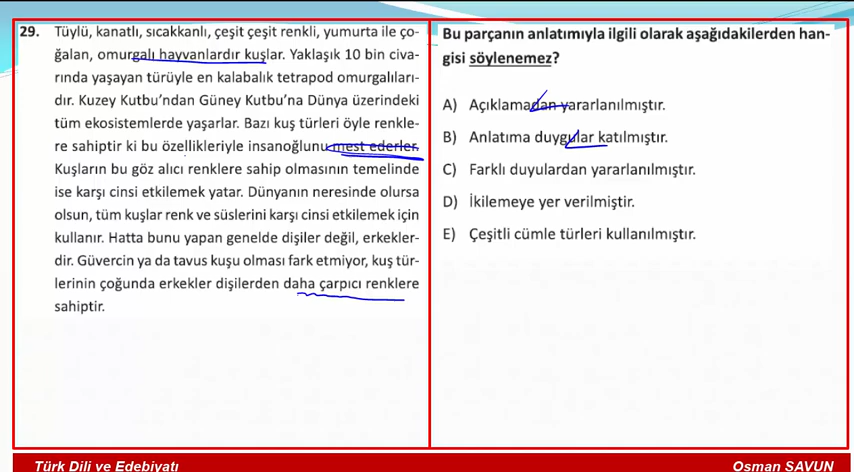 29. Tüylü, kanatlı, sıcakkanlı, çeşit çeşit renkli, yumurta ile ço-
ğalan, omurgalı hayvanlardır kuşlar. Yaklaşık 10 bin civa-
rında yaşayan türüyle en kalabalık tetrapod omurgalıları-
dır. Kuzey Kutbu'ndan Güney Kutbu'na Dünya üzerindeki
tüm ekosistemlerde yaşarlar. Bazı kuş türleri öyle renkle-
re sahiptir ki bu özellikleriyle insanoğlunu mest ederler.
Kuşların bu göz alıcı renklere sahip olmasının temelinde
ise karşı cinsi etkilemek yatar. Dünyanın neresinde olursa
olsun, tüm kuşlar renk ve süslerini karşı cinsi etkilemek için
kullanır. Hatta bunu yapan genelde dişiler değil, erkekler-
dir. Güvercin ya da tavus kuşu olması fark etmiyor, kuş tür-
lerinin çoğunda erkekler dişilerden daha çarpıcı renklere
sahiptir.
Bu parçanın anlatımıyla ilgili olarak aşağıdakilerden han-
gisi söylenemez?
A) Açıklamadan yararlanılmıştır.
B) Anlatıma duygular katılmıştır.
C) Farklı duyulardan yararlanılmıştır.
D) İkilemeye yer verilmiştir.
E) Çeşitli cümle türleri kullanılmıştır.
Türk Dili ve Edebiyatı
Osman SAVUN